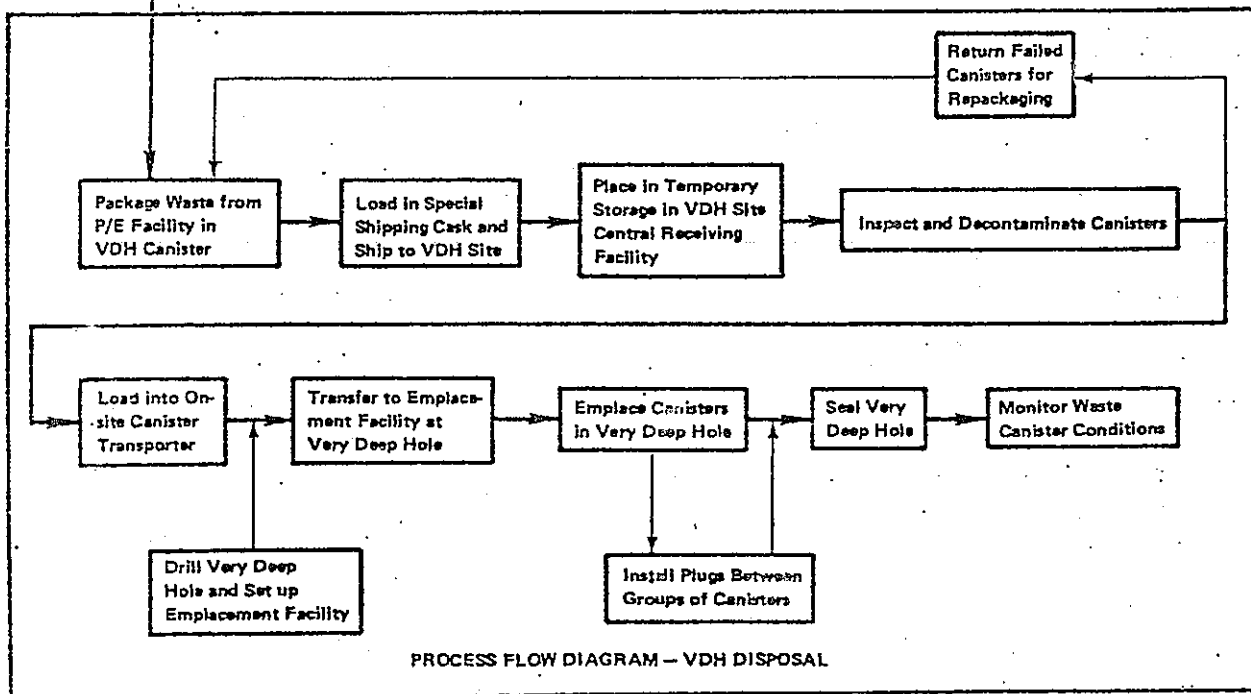 Return Failed
Canisters for
Repackaging
Package Waste from
P/E Facility in
VDH Canister
Load in Special
Shipping Cask and
Ship to VDH Site
Place in Temporary
Storage in VDH Site
Central Receiving
Facility
Inspect and Decontaminate Canisters
Load into On-
site Canister
Transporter
Transfer to Emplace-
ment Facility at
Very Deep Hole
Emplace Canisters
in Very Deep Hole
Seal Very
Deep Hole
Monitor Waste
Canister Conditions
Drill Very Deep
Hole and Set up
Emplacement Facility
Install Plugs Between
Groups of Canisters
PROCESS FLOW DIAGRAM — VDH DISPOSAL